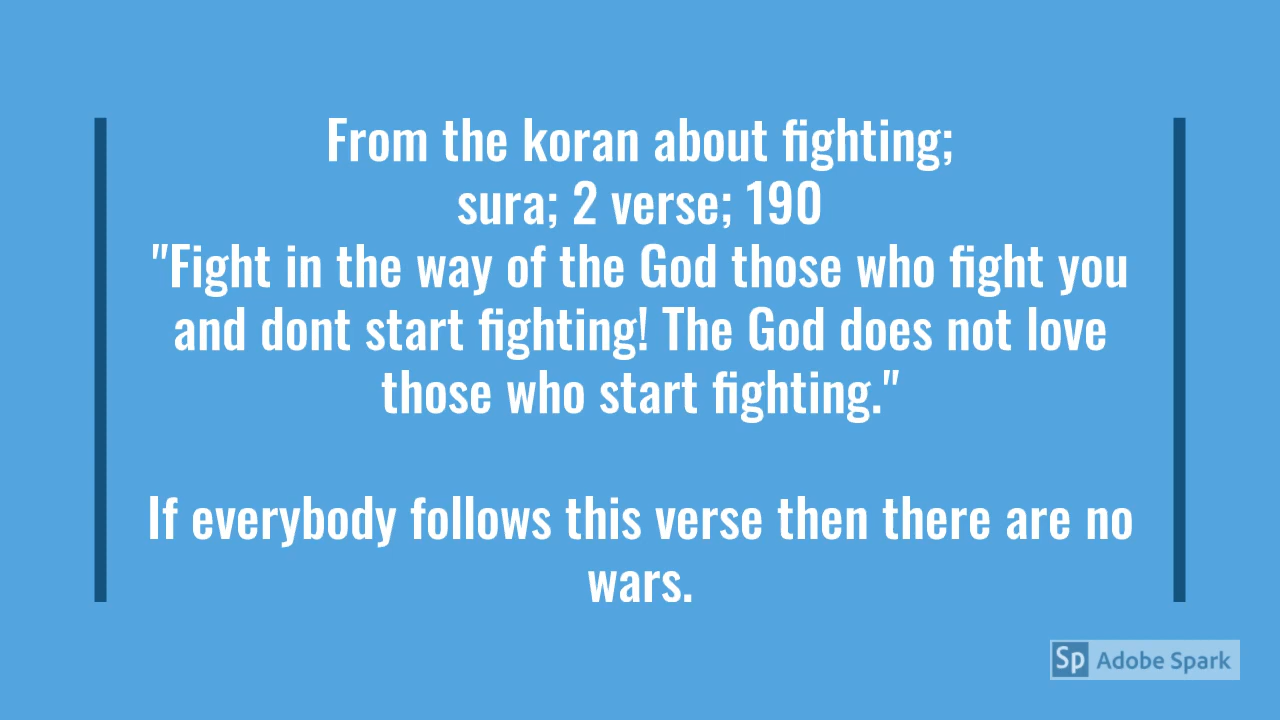 From the koran about fighting;
sura; 2 verse; 190
"Fight in the way of the God those who fight you
and dont start fighting! The God does not love
those who start fighting."
If everybody follows this verse then there are no
wars.
Sp Adobe Spark